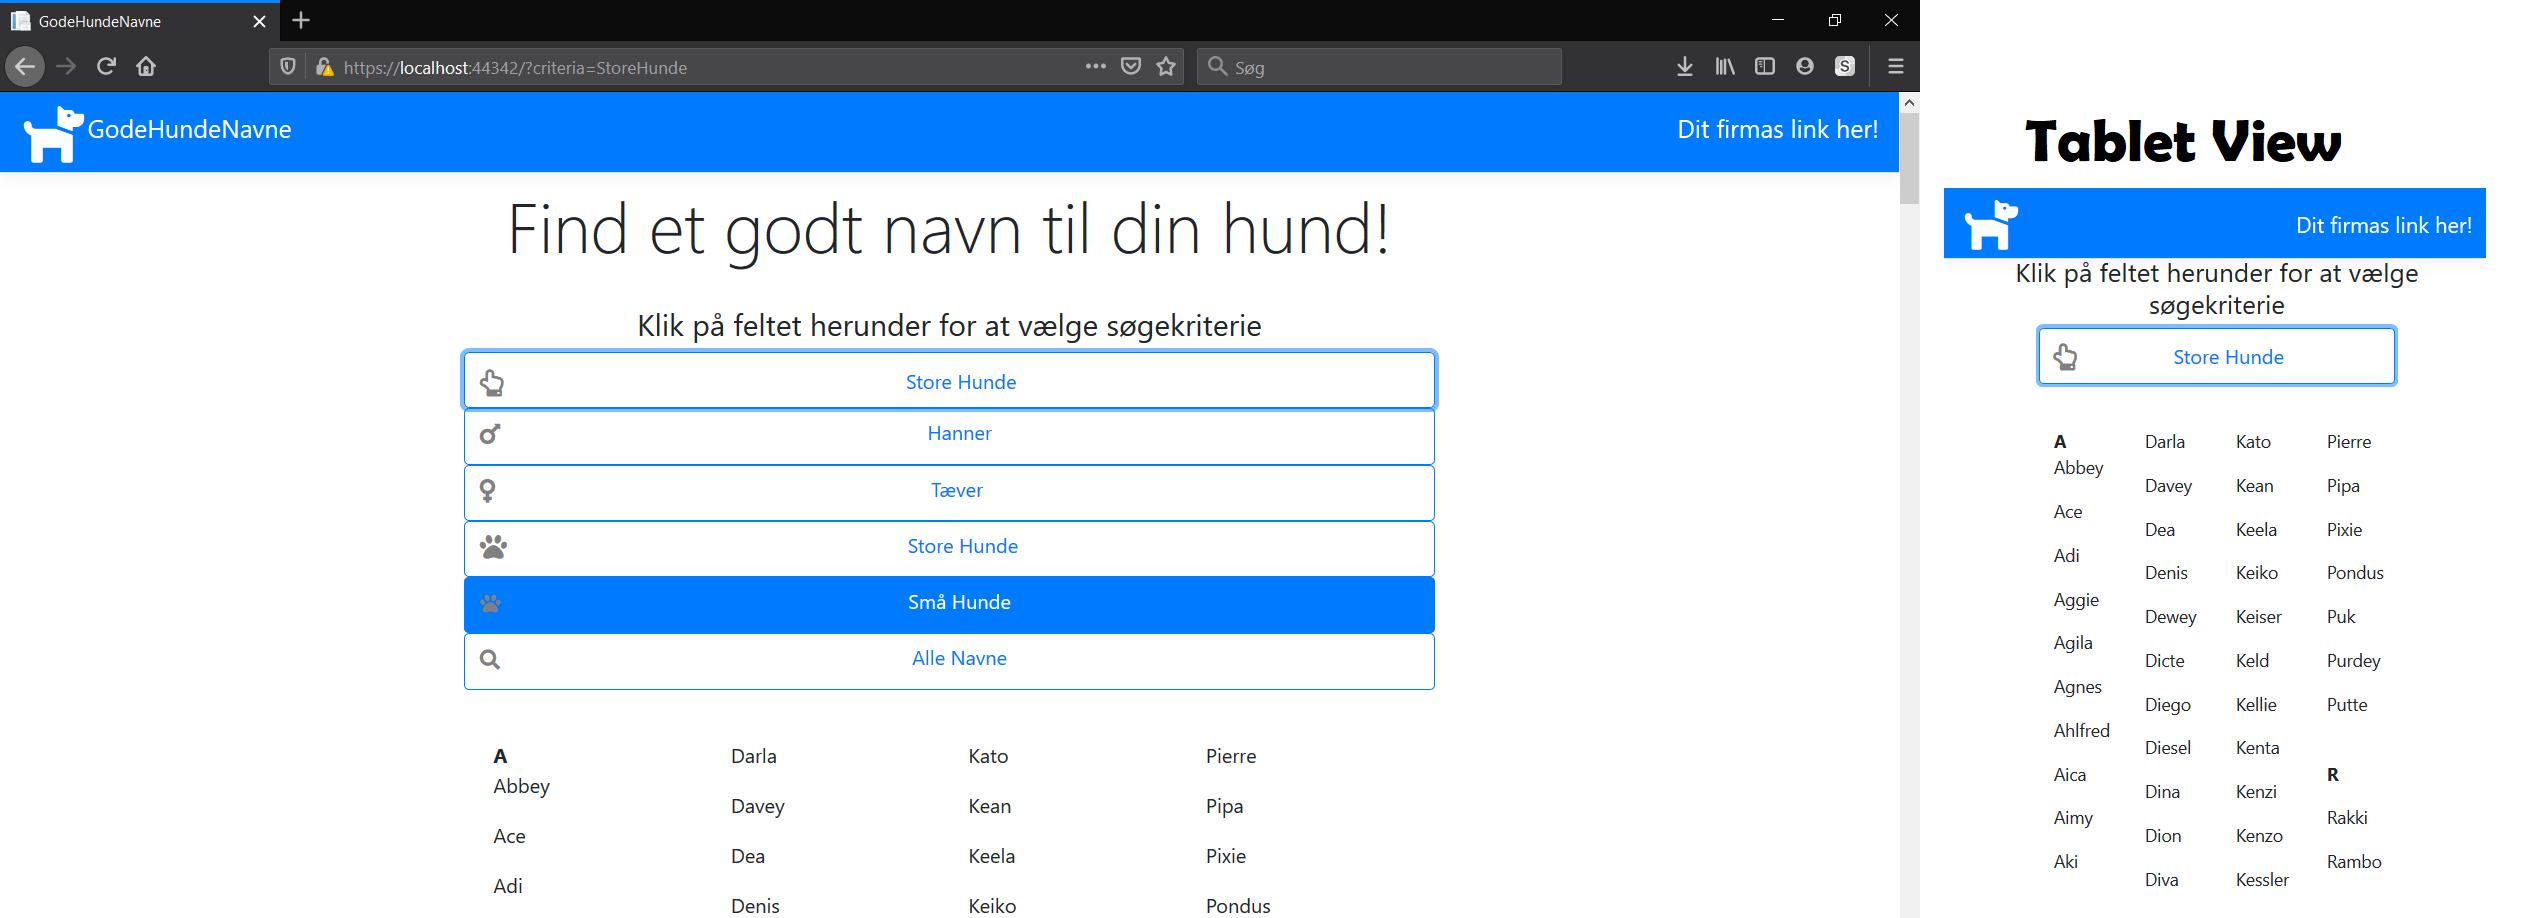 GodeHundeNavne
https://localhost:44342/?criteria=StoreHunde
Søg
S
GodeHundeNavne
Dit firmas link her!
Find et godt navn til din hund!
Klik på feltet herunder for at vælge søgekriterie
Store Hunde
Hanner
Tæver
Store Hunde
Små Hunde
Alle Navne
A Darla Kato Pierre
Abbey
Davey Kean Pipa
Ace
Dea Keela Pixie
Adi
Denis Keiko Pondus
Tablet View
Dit firmas link her!
Klik på feltet herunder for at vælge
søgekriterie
Store Hunde
A Darla Kato Pierre
Abbey
Davey Kean Pipa
Ace
Dea Keela Pixie
Adi
Denis Keiko Pondus
Aggie
Dewey Keiser Puk
Agila
Dicte Keld Purdey
Agnes
Diego Kellie Putte
Ahlfred
Diesel Kenta
Aica R
Dina Kenzi
Aimy Rakki
Dion Kenzo
Aki Rambo
Diva Kessler